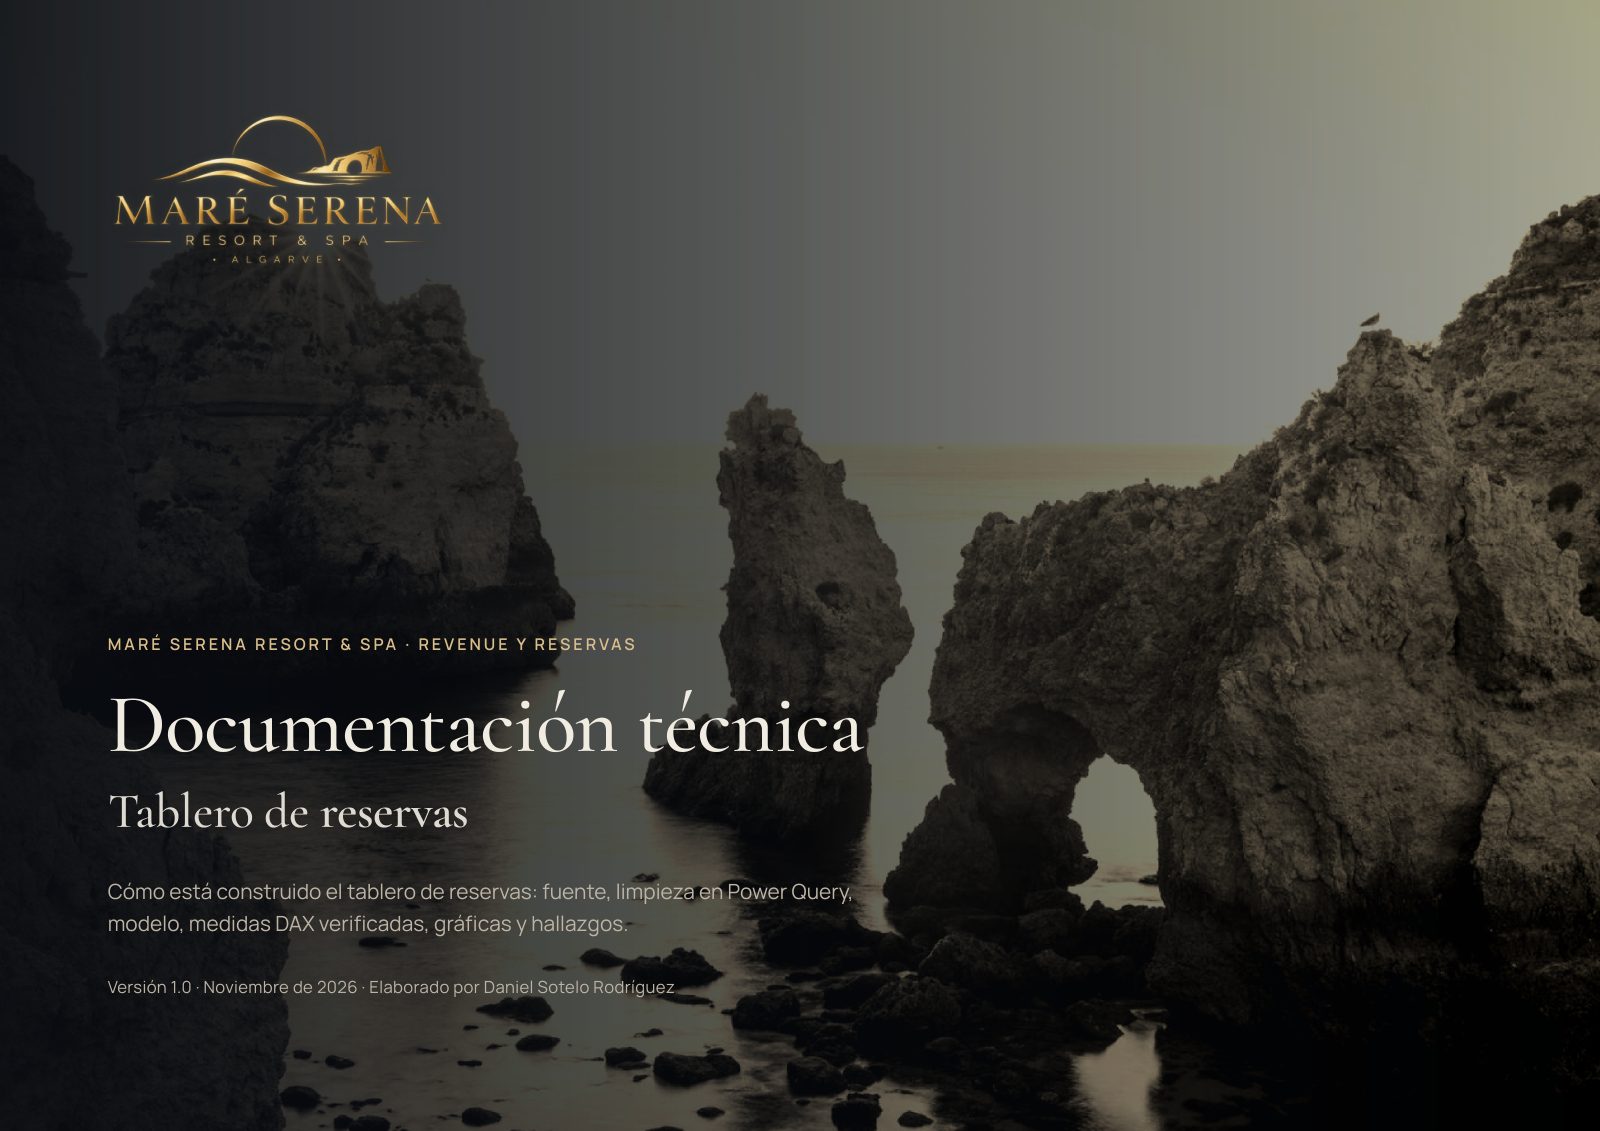 MARÉ SERENA
RESORT & SPA
• ALGARVE •
MARÉ SERENA RESORT & SPA · REVENUE Y RESERVAS
Documentación técnica
Tablero de reservas
Cómo está construido el tablero de reservas: fuente, limpieza en Power Query,
modelo, medidas DAX verificadas, gráficas y hallazgos.
Versión 1.0 · Noviembre de 2026 · Elaborado por Daniel Sotelo Rodríguez